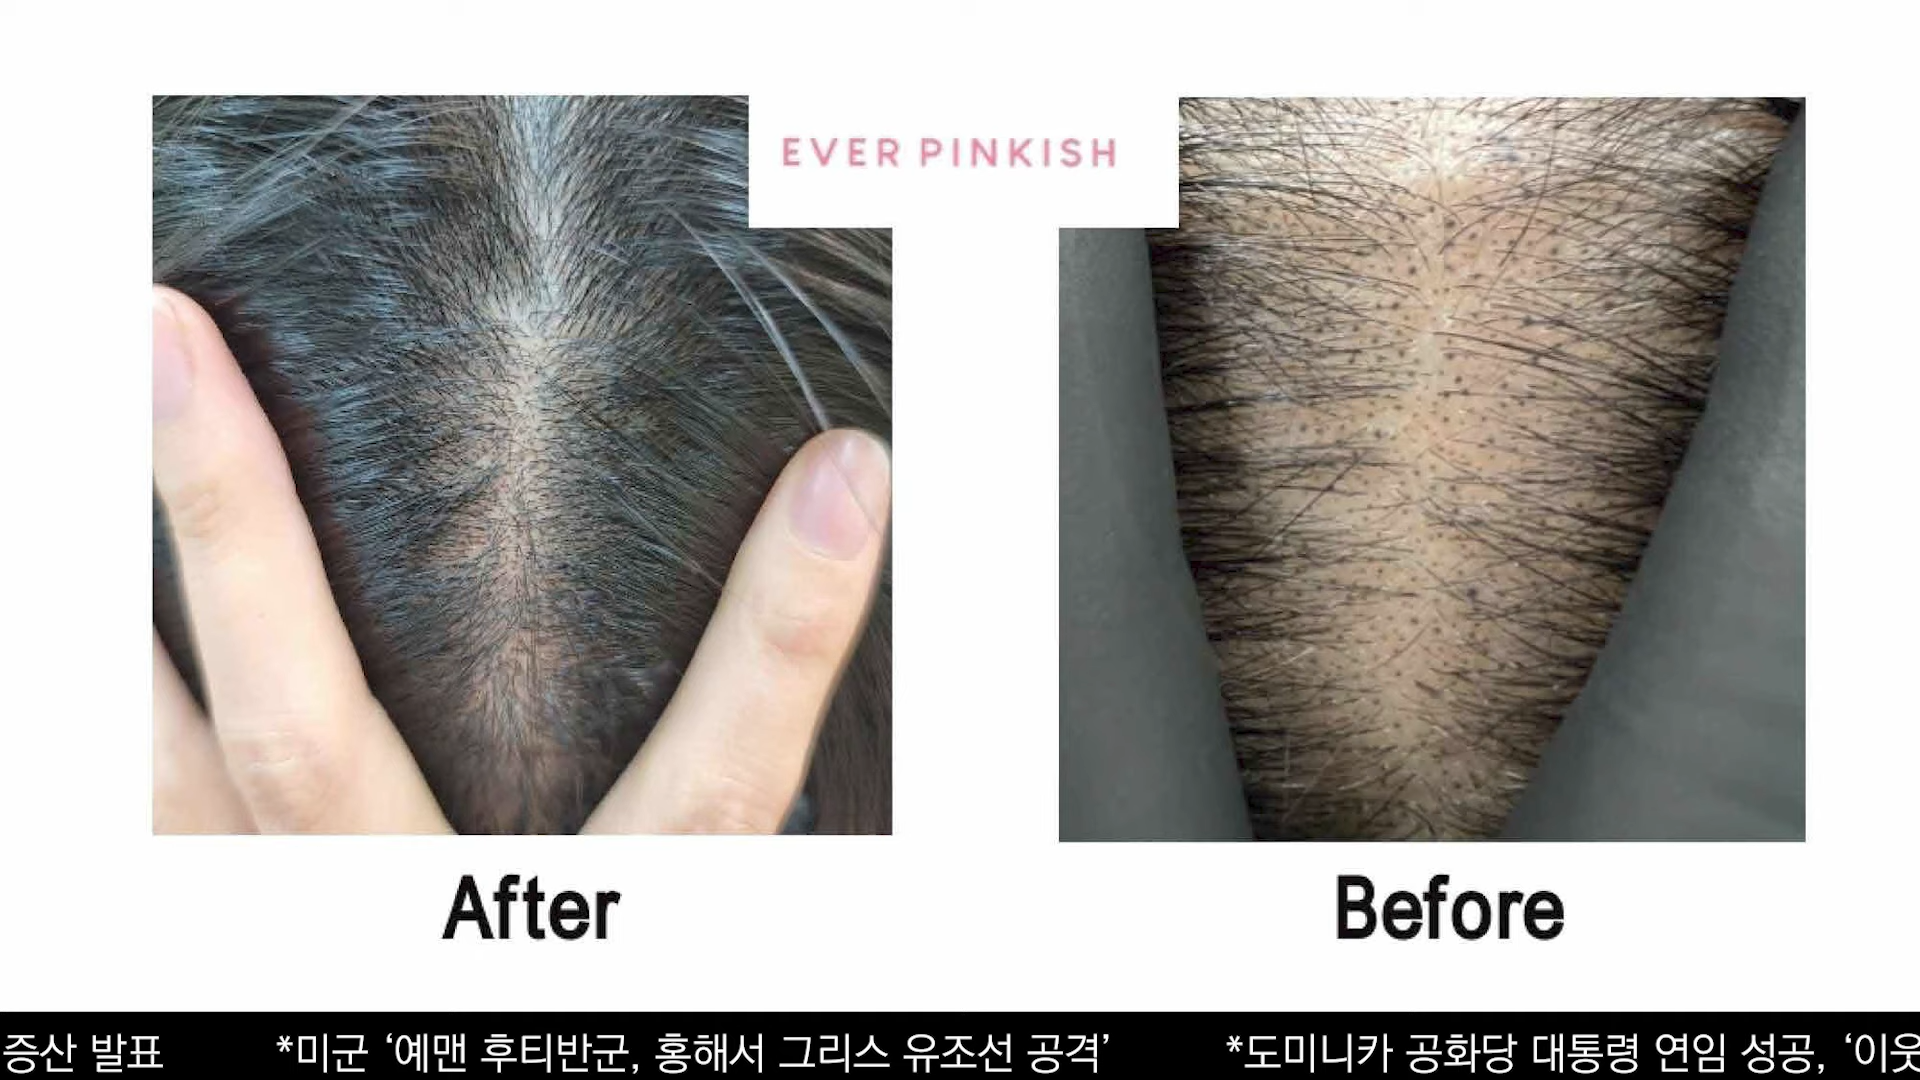 EVER PINKISH
After
Before
증산 발표 *미군 ‘예맨 후티반군, 홍해서 그리스 유조선 공격’ *도미니카 공화당 대통령 연임 성공, ‘이웃